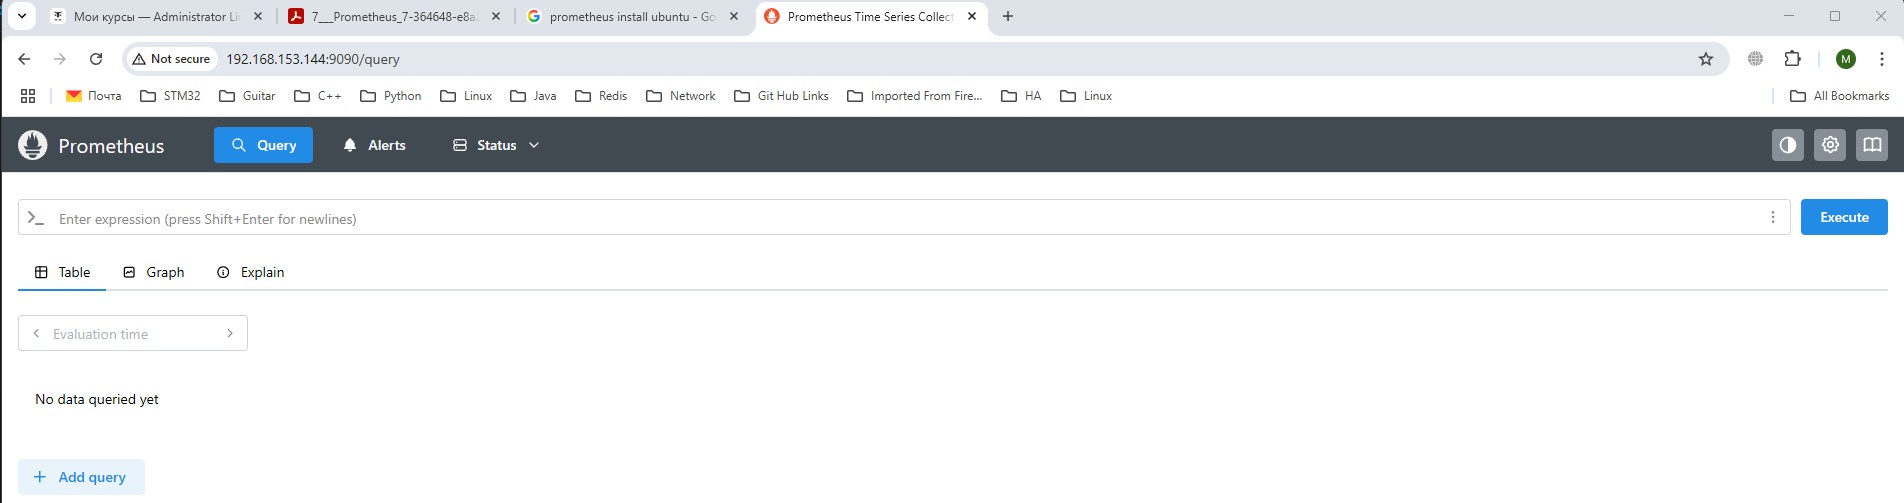 Мои курсы — Administrator Li
7___Prometheus_7-364648-e8a
prometheus install ubuntu - Go
Prometheus Time Series Collect
Not secure 192.168.153.144:9090/query
M
Почта STM32 Guitar C++ Python Linux Java Redis Network Git Hub Links Imported From Fire... HA Linux All Bookmarks
Prometheus Query Alerts Status
Enter expression (press Shift+Enter for newlines) Execute
Table Graph Explain
Evaluation time
No data queried yet
Add query